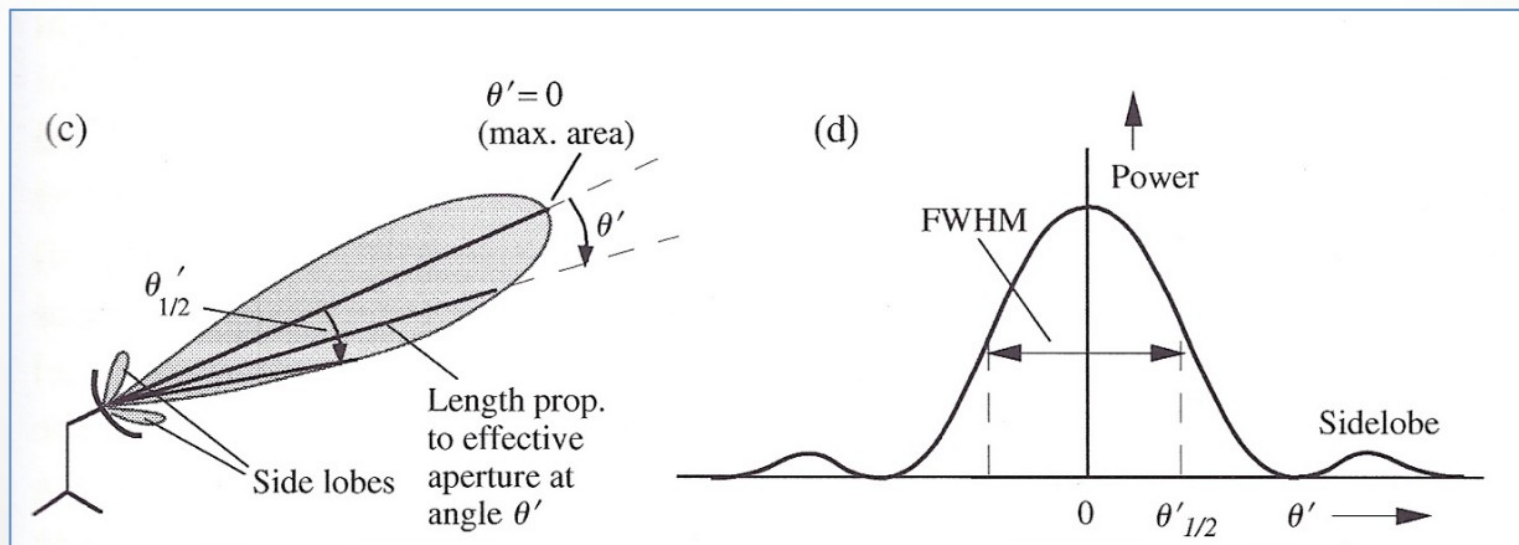 (c)
θ′ = 0
(max. area)
θ′
θ′1/2
Length prop.
to effective
aperture at
angle θ′
Side lobes
(d)
Power
FWHM
Sidelobe
0
θ′1/2
θ′